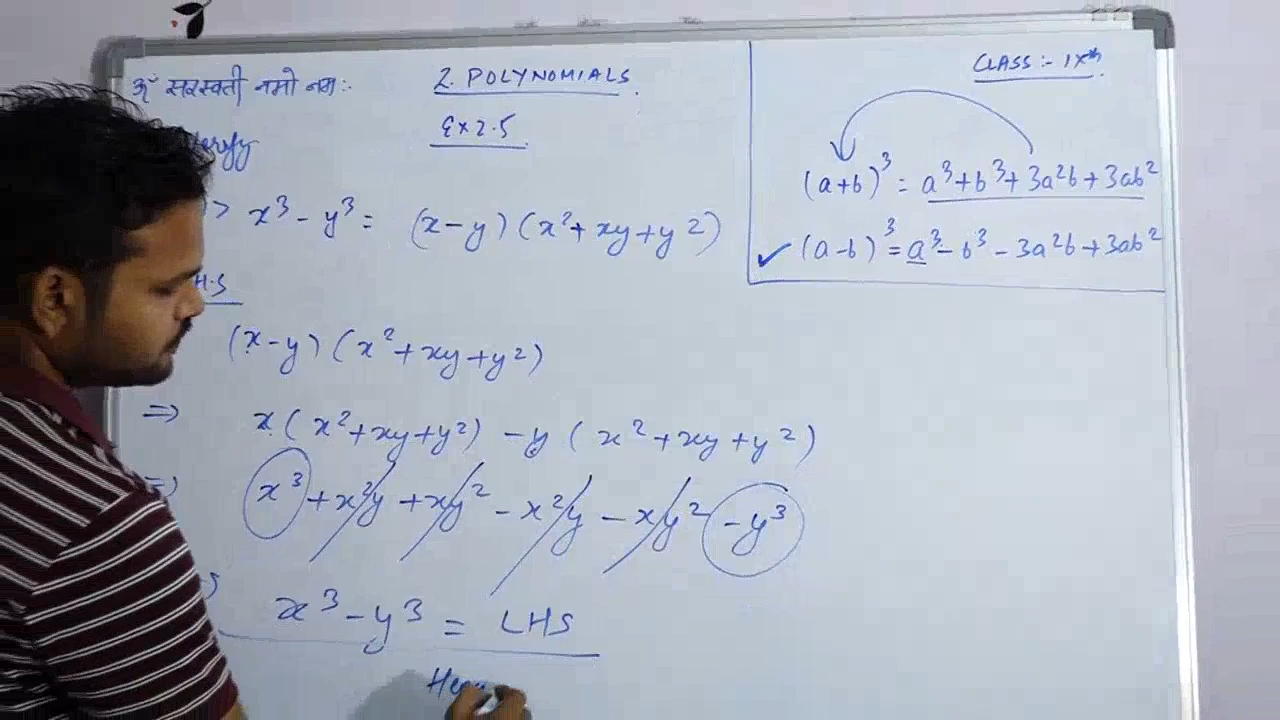 ॐ सरस्वती नमो नमः
2. POLYNOMIALS
EX 2.5
CLASS :- IXth
(a+b)³ = a³+b³+3a²b+3ab²
(a-b)³ = a³-b³-3a²b+3ab²
x³-y³ = (x-y)(x²+xy+y²)
H.S
(x-y)(x²+xy+y²)
⇒ x(x²+xy+y²) -y(x²+xy+y²)
⇒ x³+x²y+xy²-x²y-xy²-y³
x³-y³ = LHS